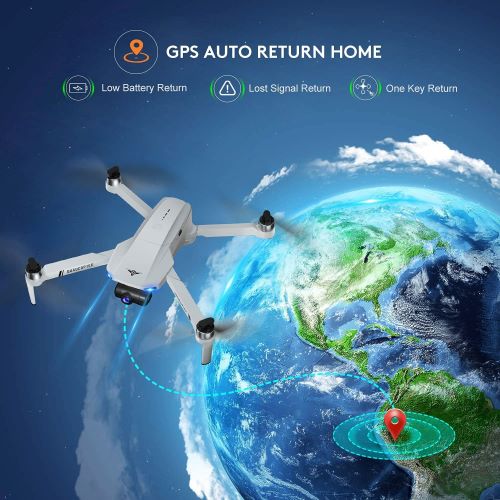 GPS AUTO RETURN HOME
Low Battery Return
Lost Signal Return
One Key Return